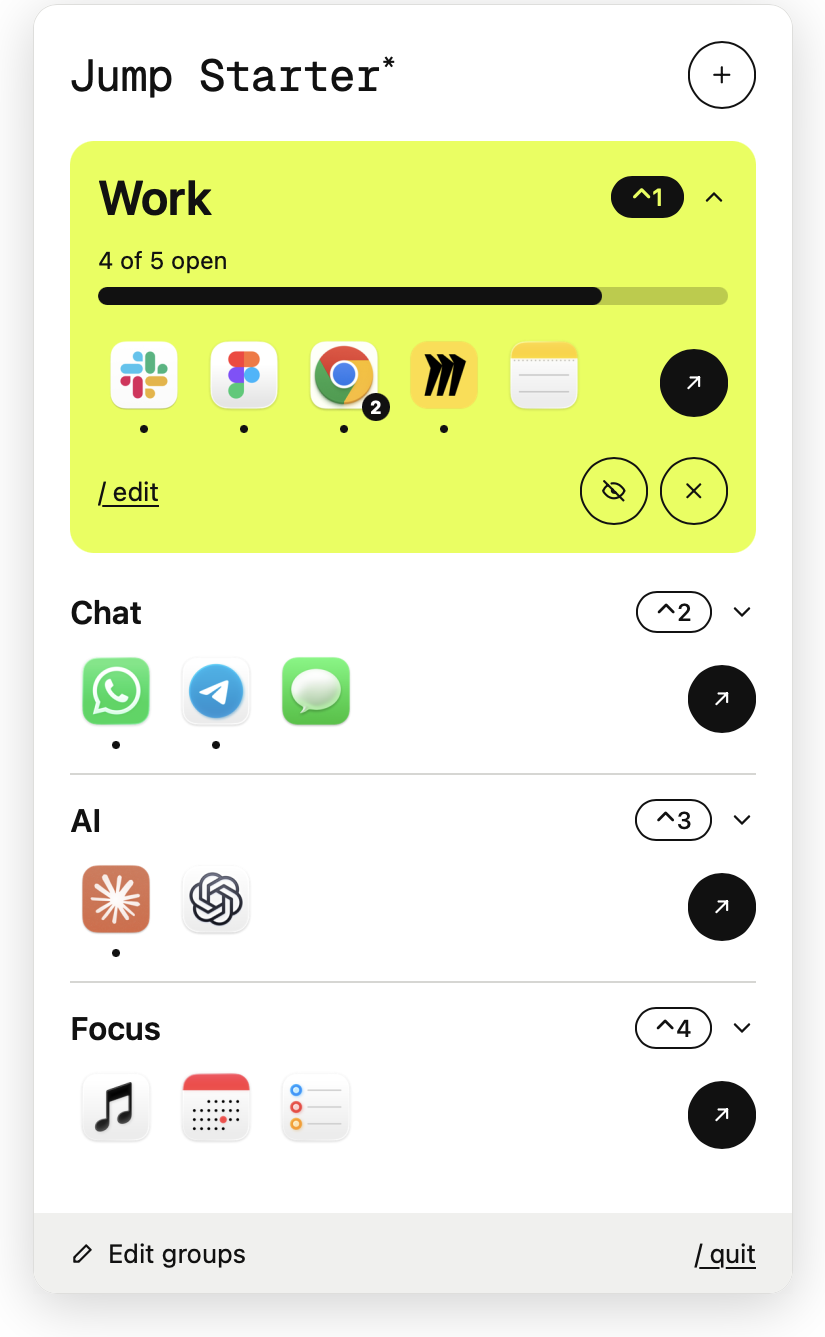 Jump Starter*
Work
^1
4 of 5 open
2
/ edit
Chat
^2
AI
^3
Focus
^4
Edit groups
/ quit